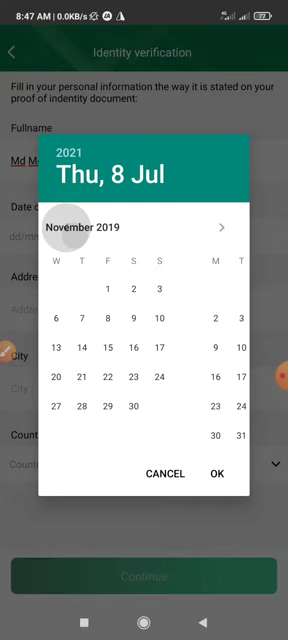 8:47 AM | 0.0KB/s
77
Identity verification
Fill in your personal information the way it is stated on your
proof of indentity document:
Fullname
Md M
Date o
dd/mm
2021
Thu, 8 Jul
November 2019
W T F S S M T
1 2 3
6 7 8 9 10 2 3
13 14 15 16 17 9 10
20 21 22 23 24 16 17
27 28 29 30 23 24
30 31
Addre
Addre
City
City
Count
Count
CANCEL OK
Continue